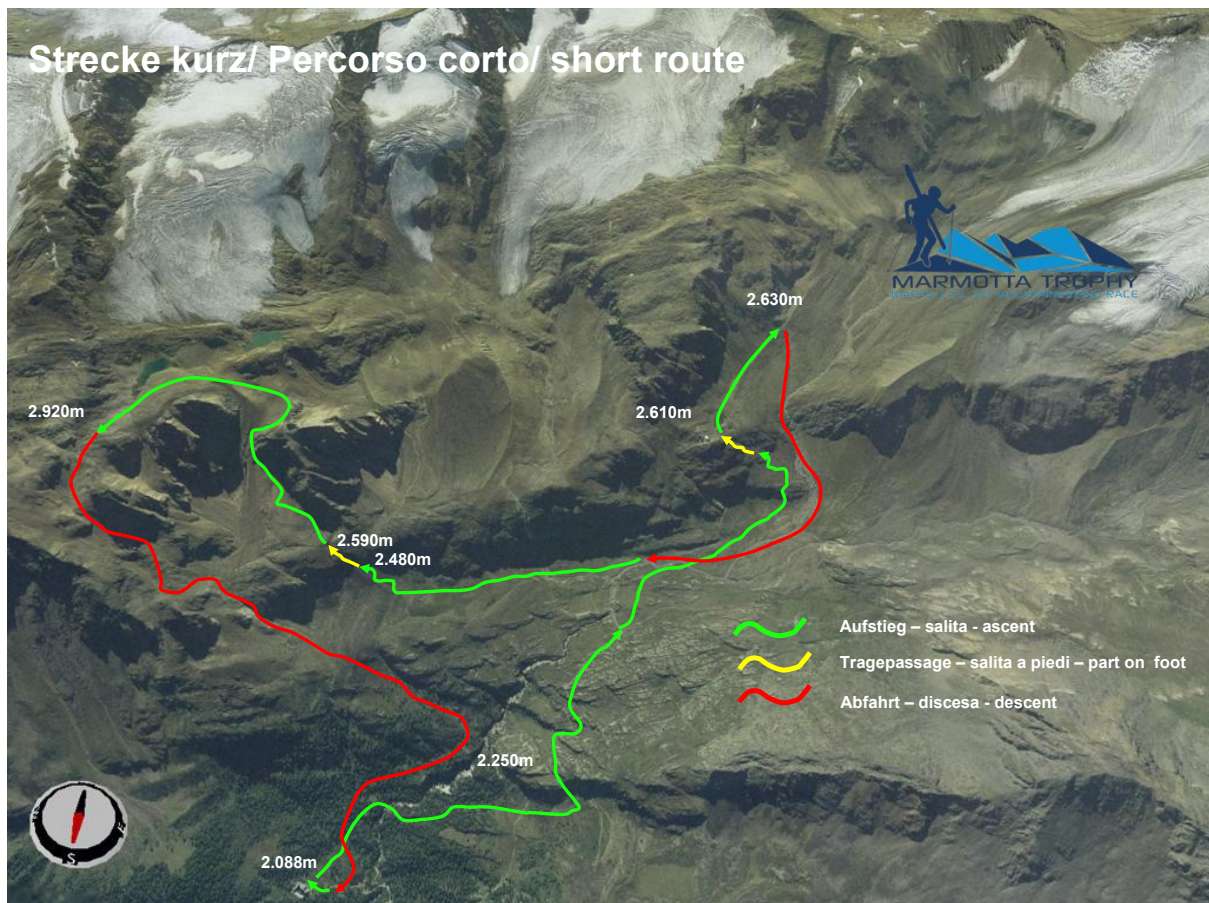 Strecke kurz/ Percorso corto/ short route
MARMOTTA TROPHY
2.630m
2.920m
2.610m
2.590m
2.480m
Aufstieg – salita - ascent
Tragepassage – salita a piedi – part on foot
Abfahrt – discesa - descent
2.250m
2.088m
E
S